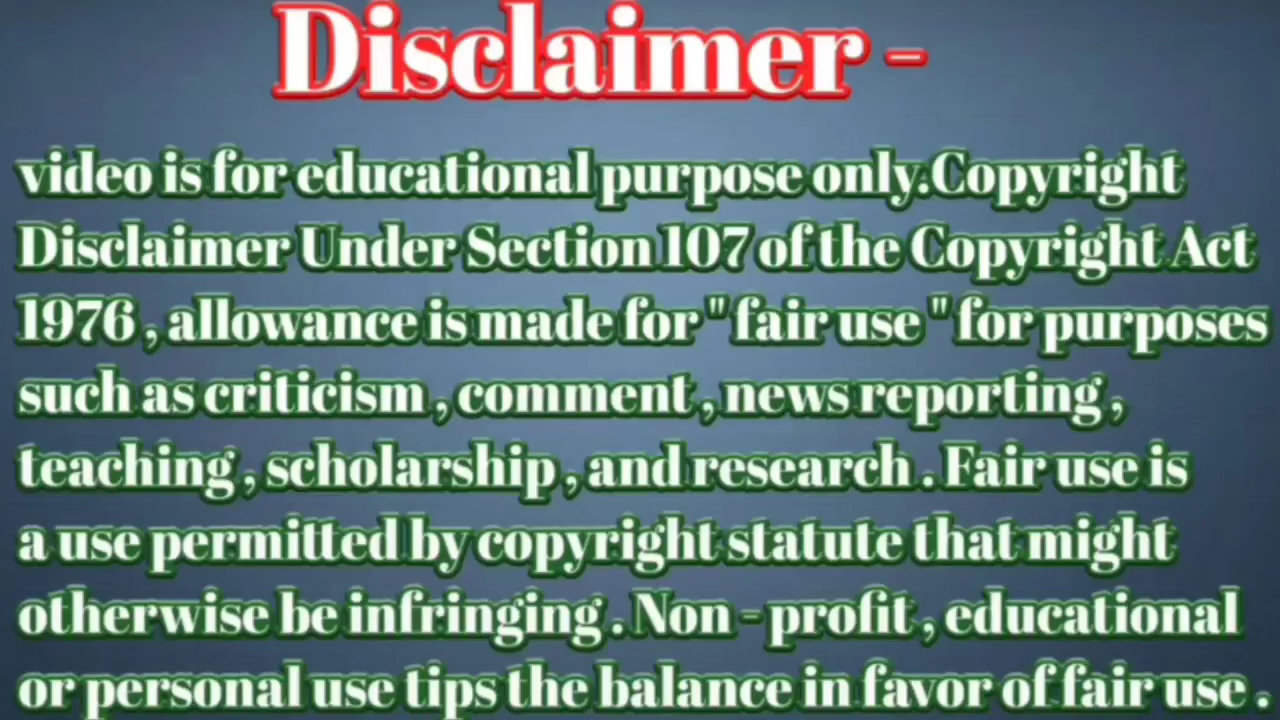 Disclaimer -
video is for educational purpose only.Copyright
Disclaimer Under Section 107 of the Copyright Act
1976 , allowance is made for " fair use " for purposes
such as criticism , comment , news reporting ,
teaching , scholarship , and research . Fair use is
a use permitted by copyright statute that might
otherwise be infringing . Non - profit , educational
or personal use tips the balance in favor of fair use .